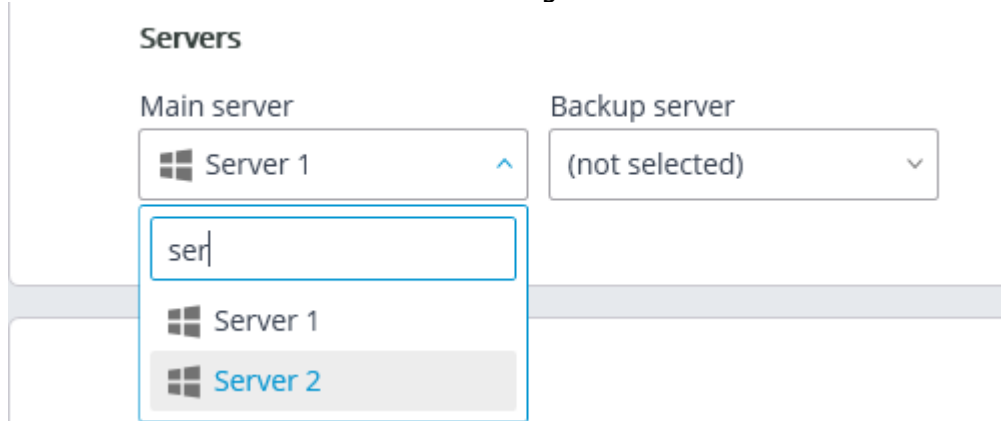 Servers
Main server
Backup server
Server 1
(not selected)
ser
Server 1
Server 2